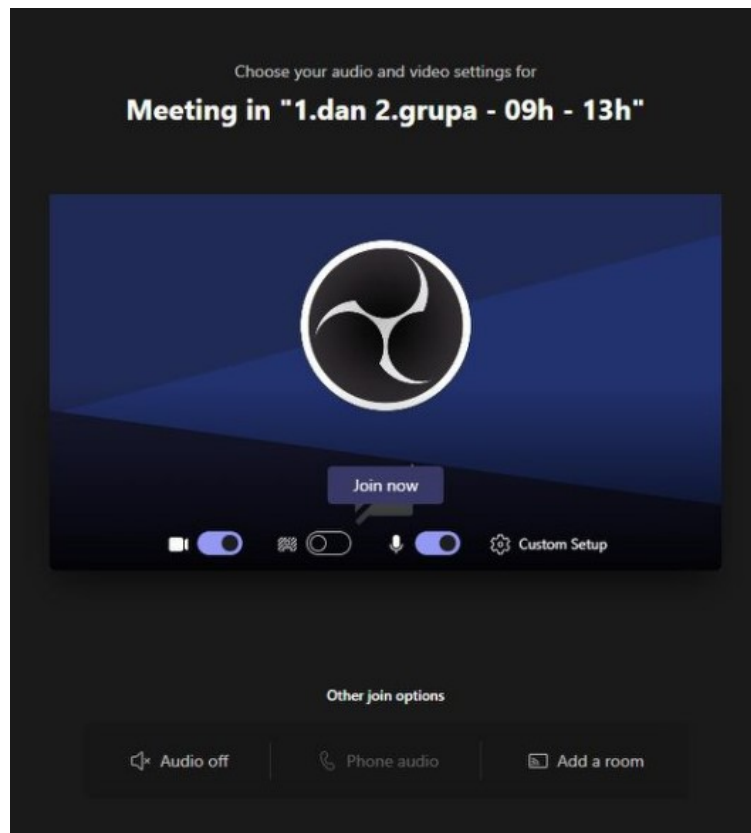 Choose your audio and video settings for
Meeting in "1.dan 2.grupa - 09h - 13h"
Join now
Custom Setup
Other join options
Audio off
Phone audio
Add a room